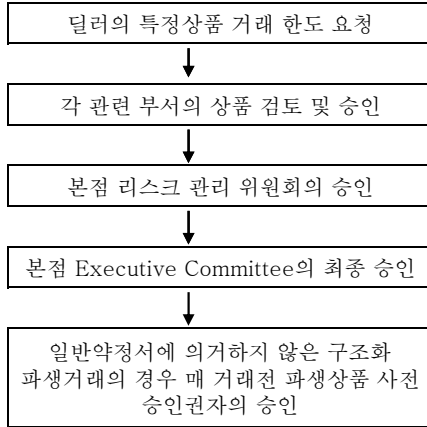 딜러의 특정상품 거래 한도 요청
각 관련 부서의 상품 검토 및 승인
본점 리스크 관리 위원회의 승인
본점 Executive Committee의 최종 승인
일반약정서에 의거하지 않은 구조화
파생거래의 경우 매 거래전 파생상품 사전
승인권자의 승인